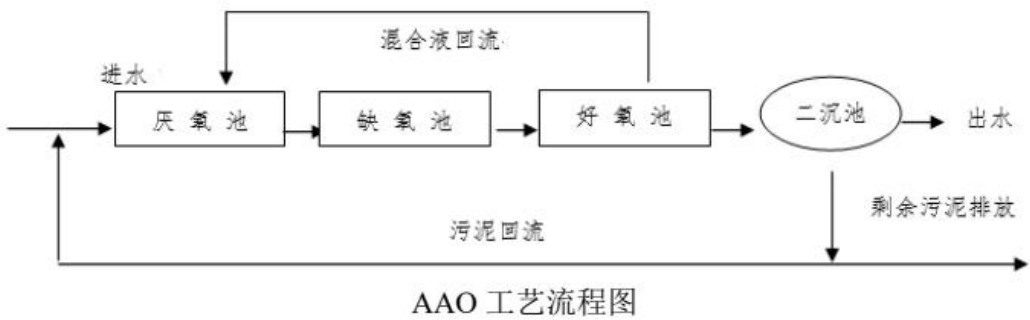 混合液回流
进水
厌氧池
缺氧池
好氧池
二沉池
出水
剩余污泥排放
污泥回流
AAO 工艺流程图